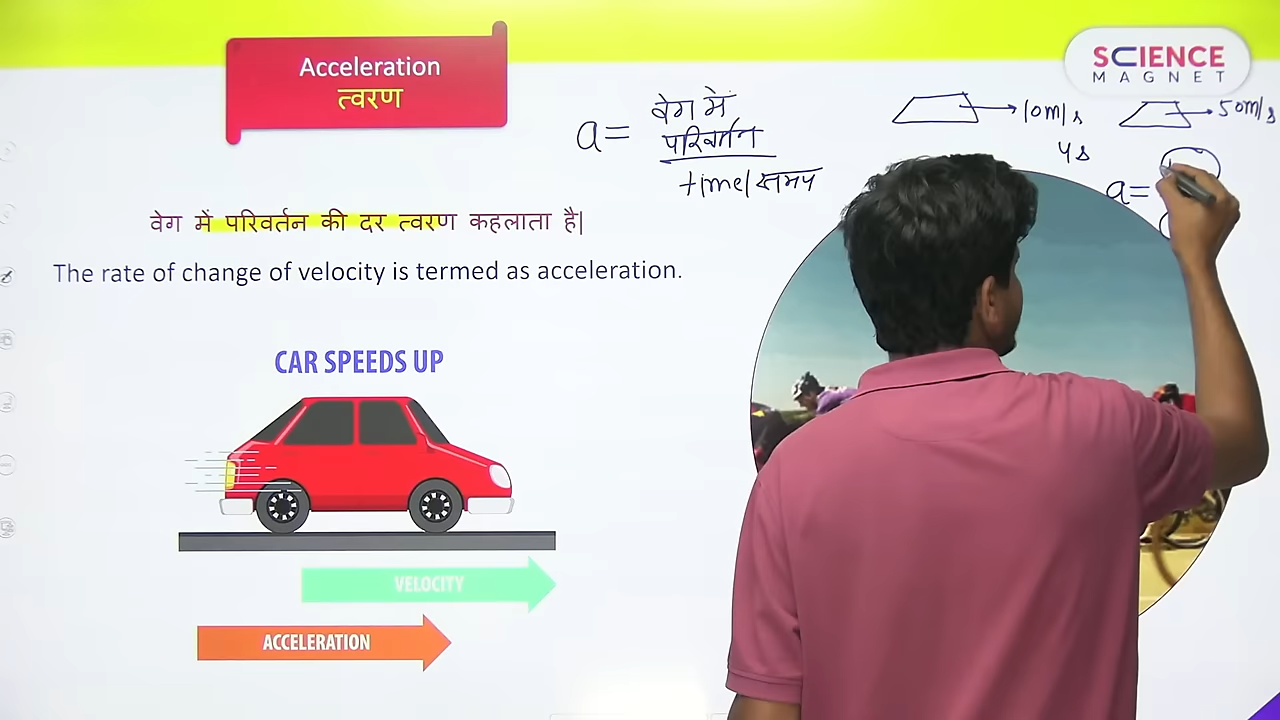 Acceleration
त्वरण
SCIENCE
MAGNET
a=
वेग में
परिवर्तन
time/समय
10m/s
50m/s
4s
a=
वेग में परिवर्तन की दर त्वरण कहलाता है|
The rate of change of velocity is termed as acceleration.
CAR SPEEDS UP
VELOCITY
ACCELERATION